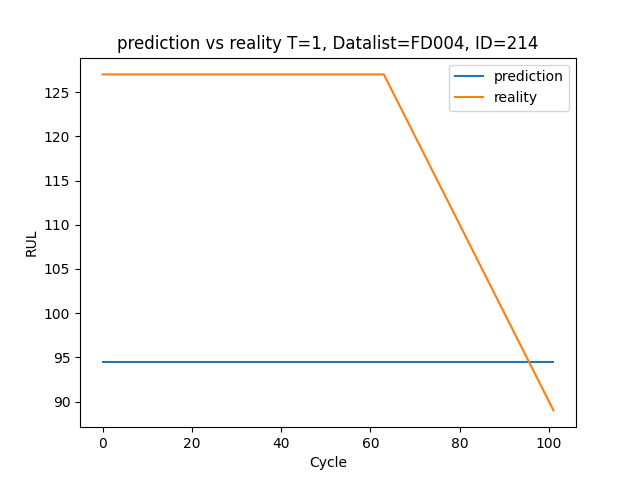 prediction vs reality T=1, Datalist=FD004, ID=214
prediction
reality
RUL
125
120
115
110
105
100
95
90
0 20 40 60 80 100
Cycle